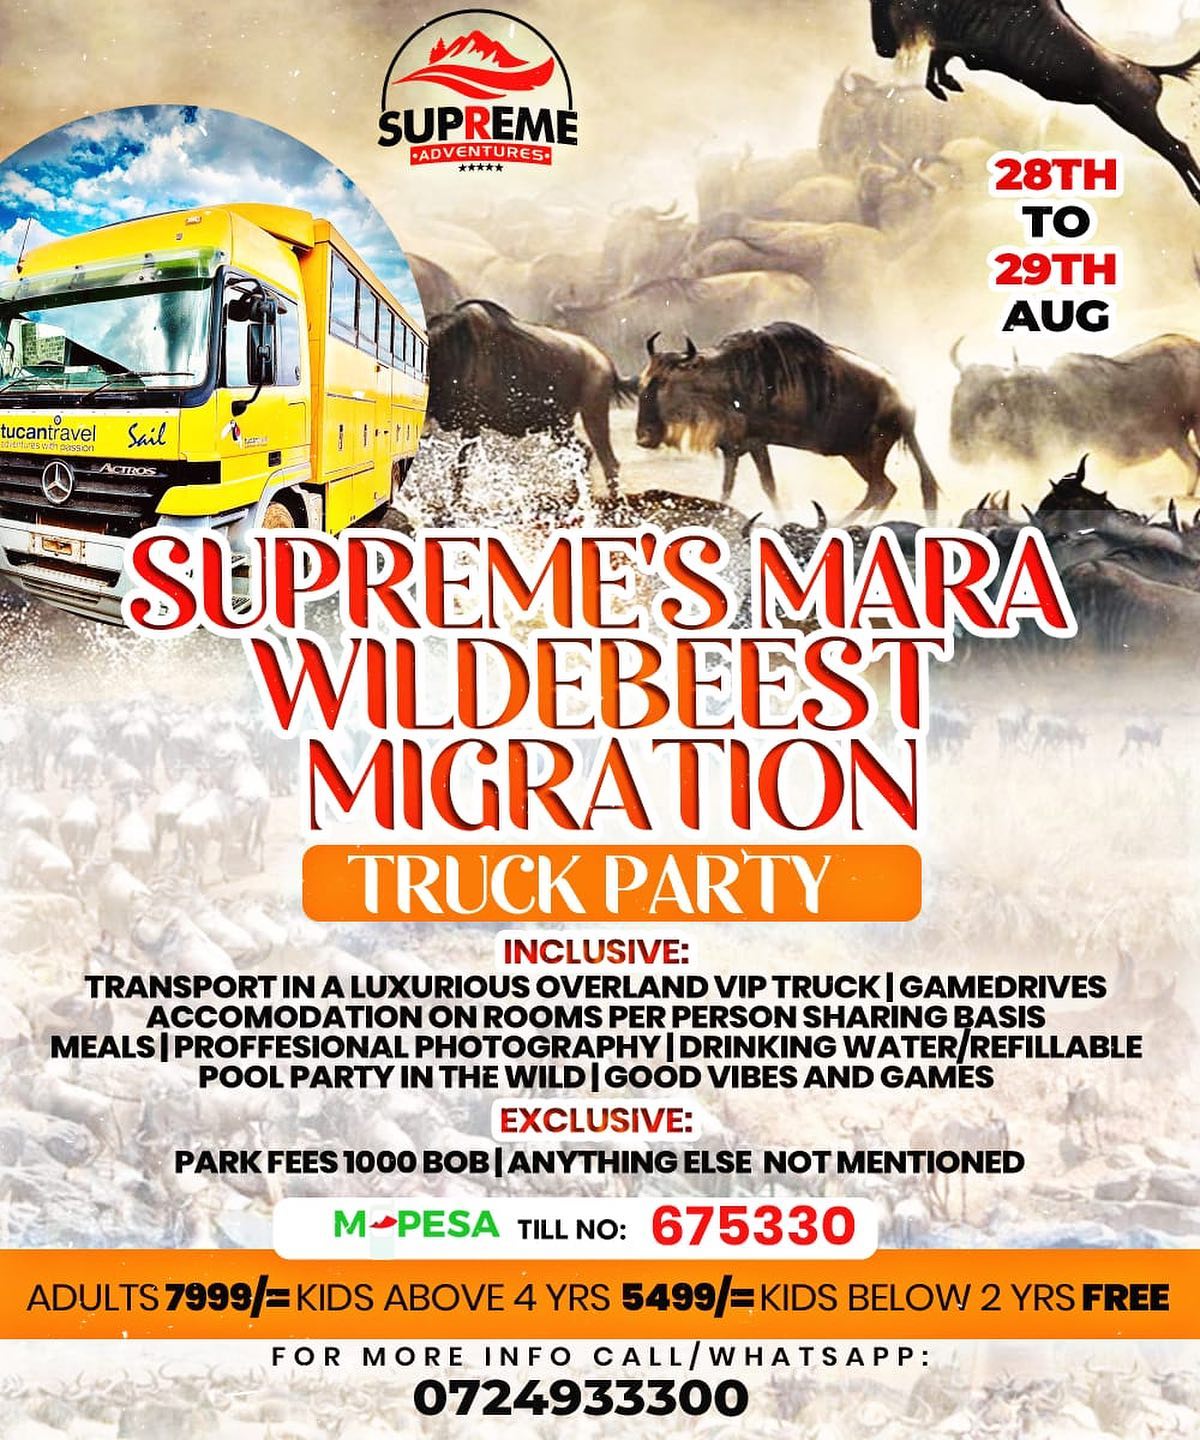 SUPREME
•ADVENTURES•
28TH
TO
29TH
AUG
tucantravel
adventures with passion
Sail
ACTROS
SUPREME'S MARA
WILDEBEEST
MIGRATION
TRUCK PARTY
INCLUSIVE:
TRANSPORT IN A LUXURIOUS OVERLAND VIP TRUCK | GAMEDRIVES
ACCOMODATION ON ROOMS PER PERSON SHARING BASIS
MEALS | PROFFESIONAL PHOTOGRAPHY | DRINKING WATER/REFILLABLE
POOL PARTY IN THE WILD | GOOD VIBES AND GAMES
EXCLUSIVE:
PARK FEES 1000 BOB | ANYTHING ELSE NOT MENTIONED
M-PESA TILL NO: 675330
ADULTS 7999/= KIDS ABOVE 4 YRS 5499/= KIDS BELOW 2 YRS FREE
FOR MORE INFO CALL/WHATSAPP:
0724933300